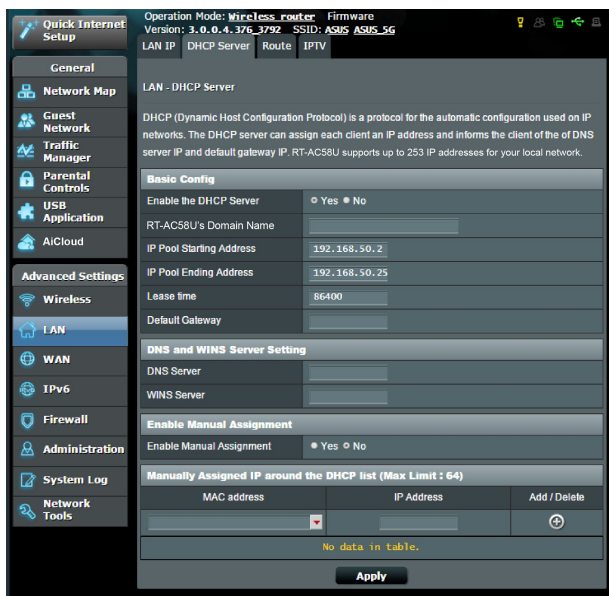 Quick Internet
Setup
General
Network Map
Guest
Network
Traffic
Manager
Parental
Controls
USB
Application
AiCloud
Advanced Settings
Wireless
LAN
WAN
IPv6
Firewall
Administration
System Log
Network
Tools
Operation Mode: Wireless router Firmware
Version: 3.0.0.4.376_3792 SSID: ASUS ASUS_5G
LAN IP DHCP Server Route IPTV
LAN - DHCP Server
DHCP (Dynamic Host Configuration Protocol) is a protocol for the automatic configuration used on IP
networks. The DHCP server can assign each client an IP address and informs the client of the of DNS
server IP and default gateway IP. RT-AC58U supports up to 253 IP addresses for your local network.
Basic Config
Enable the DHCP Server Yes No
RT-AC58U's Domain Name
IP Pool Starting Address 192.168.50.2
IP Pool Ending Address 192.168.50.25
Lease time 86400
Default Gateway
DNS and WINS Server Setting
DNS Server
WINS Server
Enable Manual Assignment
Enable Manual Assignment Yes No
Manually Assigned IP around the DHCP list (Max Limit : 64)
MAC address IP Address Add / Delete
No data in table.
Apply